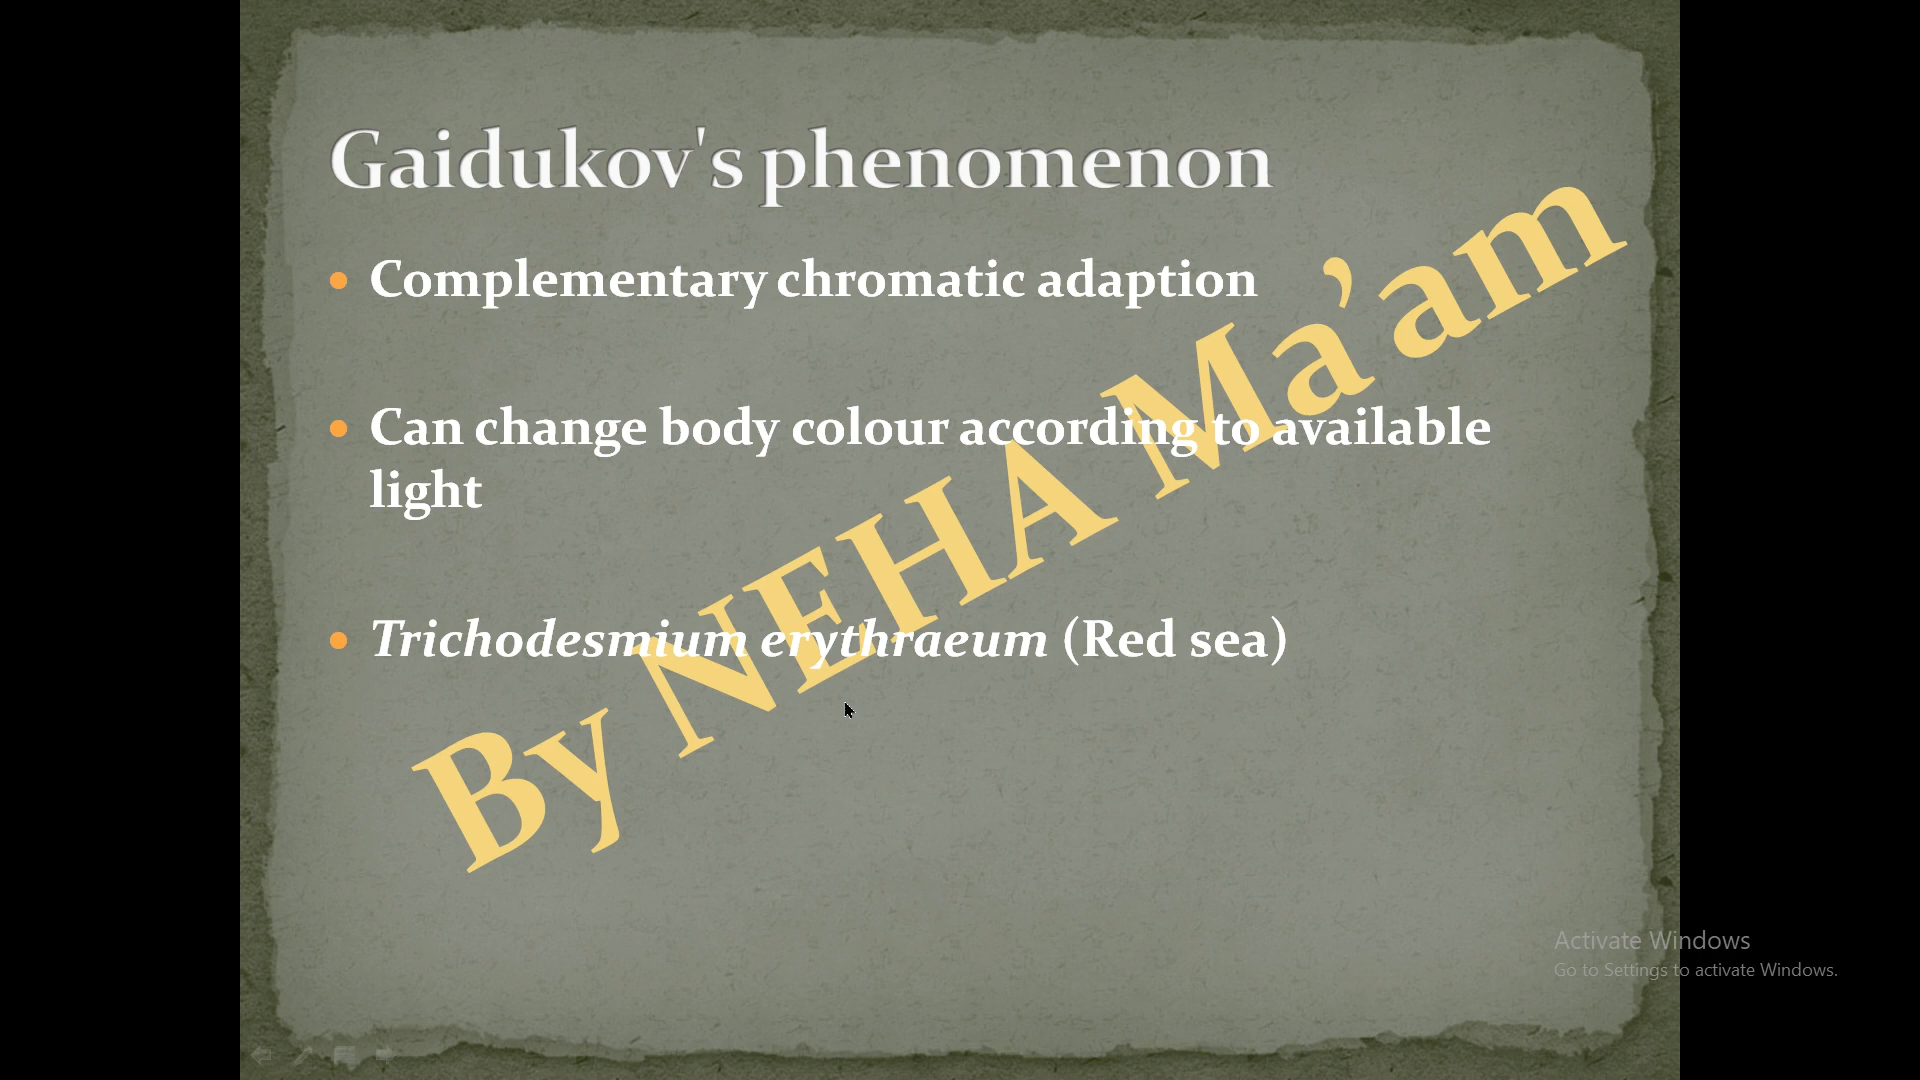 Gaidukov's phenomenon
Complementary chromatic adaption
Can change body colour according to available
light
Trichodesmium erythraeum (Red sea)
By NEHA Ma’am
Activate Windows
Go to Settings to activate Windows.